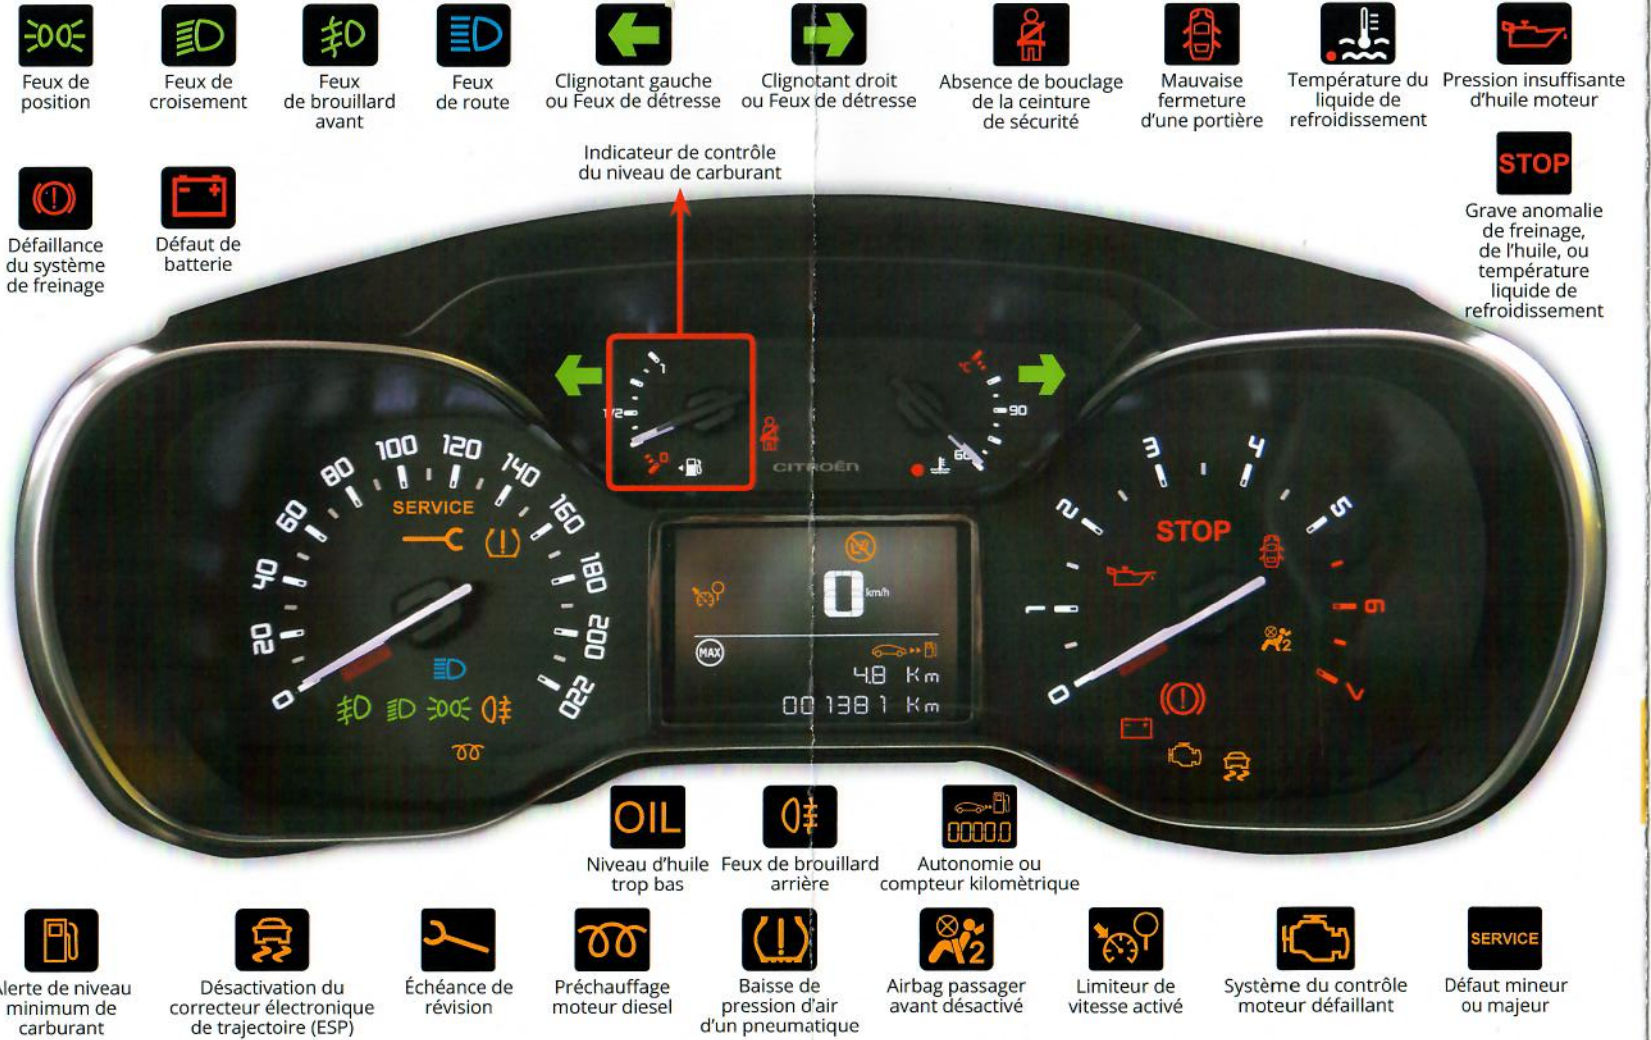 Feux de
position
Feux de
croisement
Feux
de brouillard
avant
Feux
de route
Clignotant gauche
ou Feux de détresse
Clignotant droit
ou Feux de détresse
Absence de bouclage
de la ceinture
de sécurité
Mauvaise
fermeture
d'une portière
Température du
liquide de
refroidissement
Pression insuffisante
d'huile moteur
Défaillance
du système
de freinage
Défaut de
batterie
Indicateur de contrôle
du niveau de carburant
STOP
Grave anomalie
de freinage,
de l'huile, ou
température
liquide de
refroidissement
1
1/2
0
°C
90
60
CITROËN
0
20
40
60
80
100
120
140
160
180
200
220
SERVICE
0 km/h
MAX
4.8 Km
001381 Km
0
1
2
3
4
5
6
7
STOP
2
OIL
Niveau d'huile
trop bas
Feux de brouillard
arrière
0000.0
Autonomie ou
compteur kilomètrique
Alerte de niveau
minimum de
carburant
Désactivation du
correcteur électronique
de trajectoire (ESP)
Échéance de
révision
Préchauffage
moteur diesel
Baisse de
pression d'air
d'un pneumatique
2
Airbag passager
avant désactivé
Limiteur de
vitesse activé
Système du contrôle
moteur défaillant
SERVICE
Défaut mineur
ou majeur